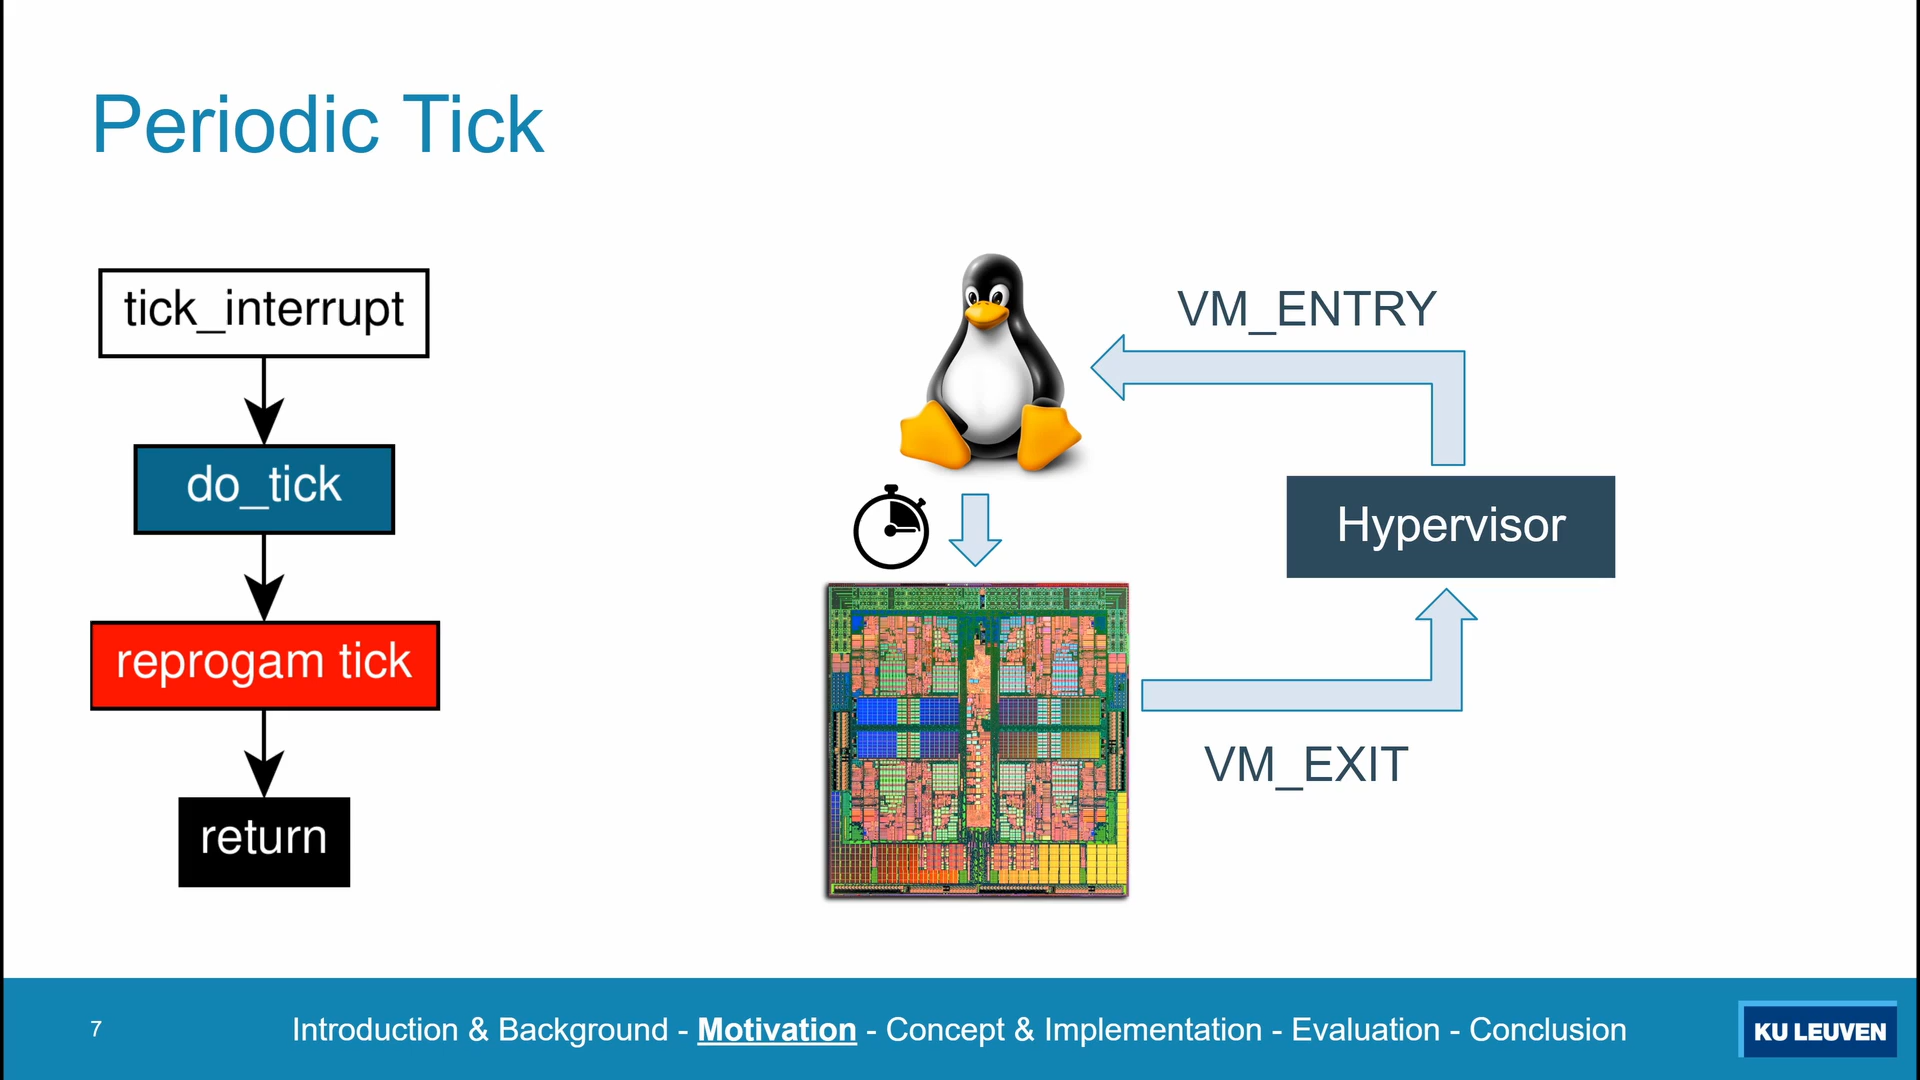 Periodic Tick
tick_interrupt
do_tick
reprogam tick
return
VM_ENTRY
Hypervisor
VM_EXIT
7
Introduction & Background - Motivation - Concept & Implementation - Evaluation - Conclusion
KU LEUVEN